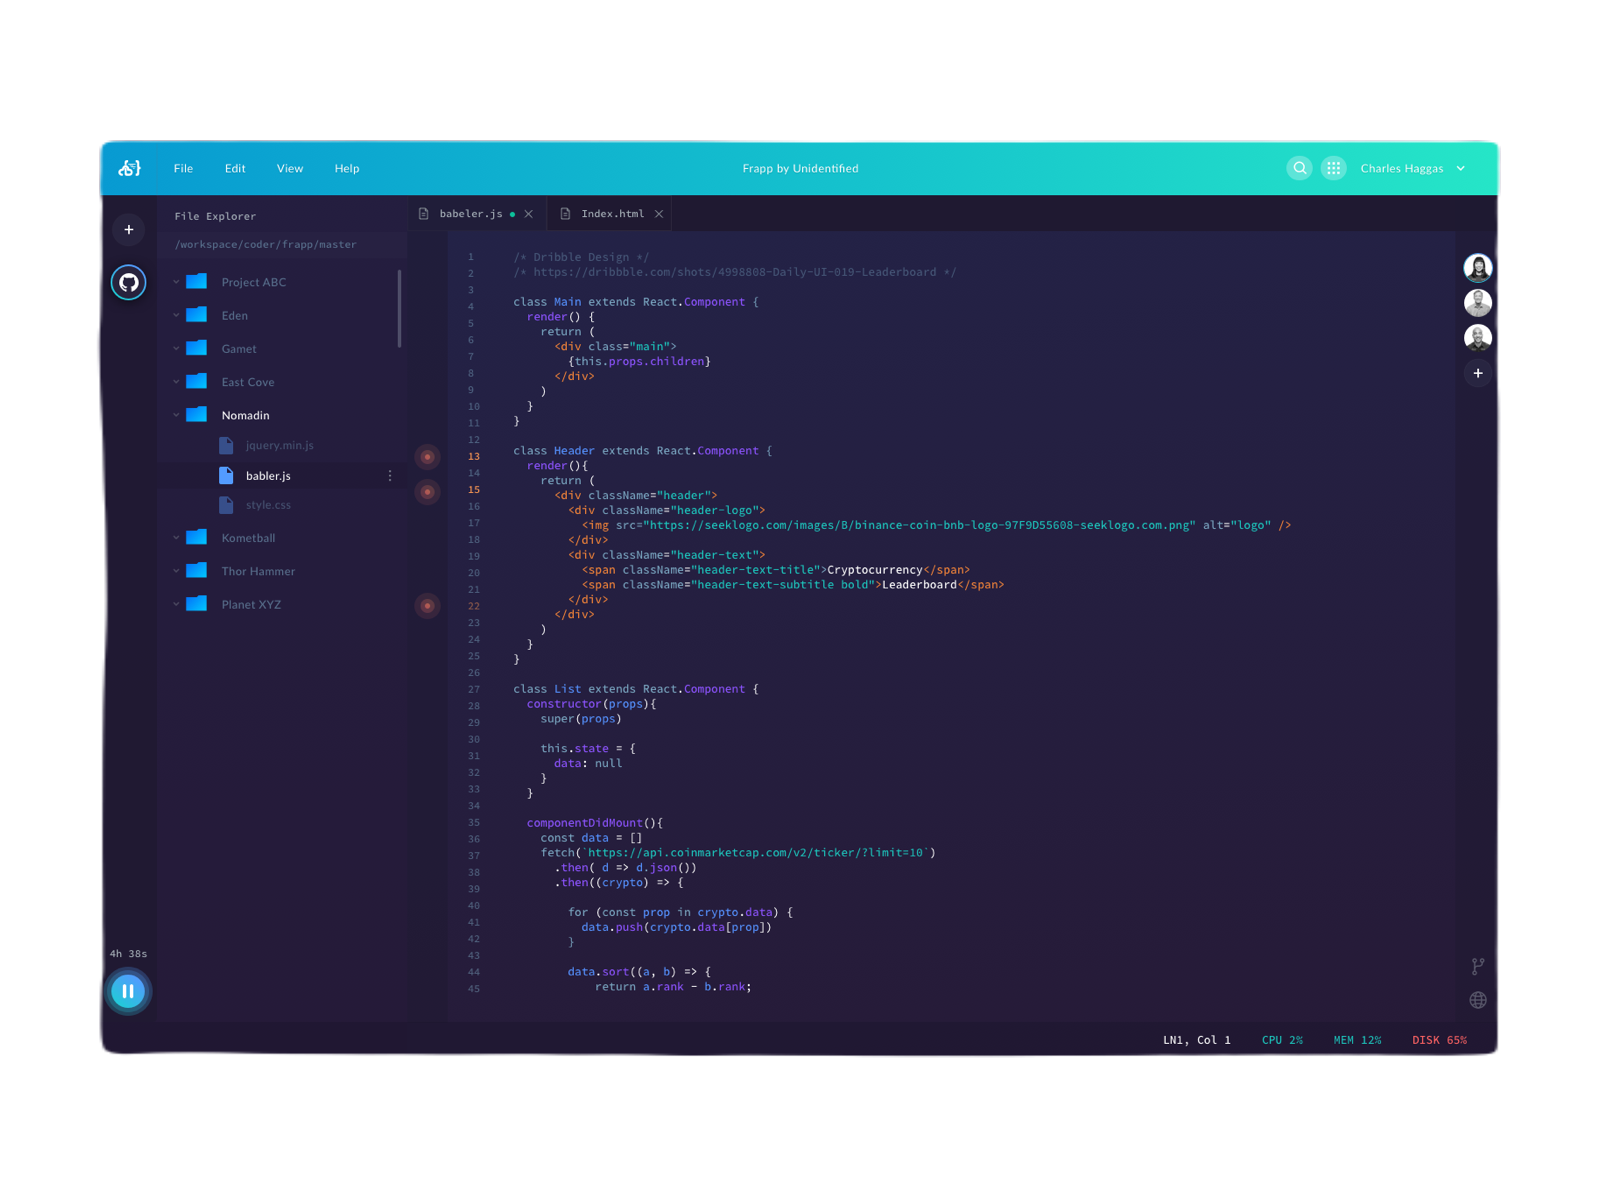 File Edit View Help Frapp by Unidentified Charles Haggas
File Explorer
/workspace/coder/frapp/master
Project ABC
Eden
Gamet
East Cove
Nomadin
jquery.min.js
babler.js
style.css
Kometball
Thor Hammer
Planet XYZ
4h 38s
babeler.js Index.html
1 /* Dribble Design */
2 /* https://dribbble.com/shots/4998808-Daily-UI-019-Leaderboard */
3
4 class Main extends React.Component {
5 render() {
6 return (
7 <div class="main">
8 {this.props.children}
9 </div>
10 )
11 }
12 }
13
14 class Header extends React.Component {
15 render(){
16 return (
17 <div className="header">
18 <div className="header-logo">
19 <img src="https://seeklogo.com/images/B/binance-coin-bnb-logo-97F9D55608-seeklogo.com.png" alt="logo" />
20 </div>
21 <div className="header-text">
22 <span className="header-text-title">Cryptocurrency</span>
23 <span className="header-text-subtitle bold">Leaderboard</span>
24 </div>
25 </div>
26 )
27 }
28 }
29
30 class List extends React.Component {
31 constructor(props){
32 super(props)
33
34 this.state = {
35 data: null
36 }
37 }
38
39 componentDidMount(){
40 const data = []
41 fetch(`https://api.coinmarketcap.com/v2/ticker/?limit=10`)
42 .then( d => d.json())
43 .then((crypto) => {
44
45 for (const prop in crypto.data) {
data.push(crypto.data[prop])
}
data.sort((a, b) => {
return a.rank - b.rank;
LN1, Col 1 CPU 2% MEM 12% DISK 65%